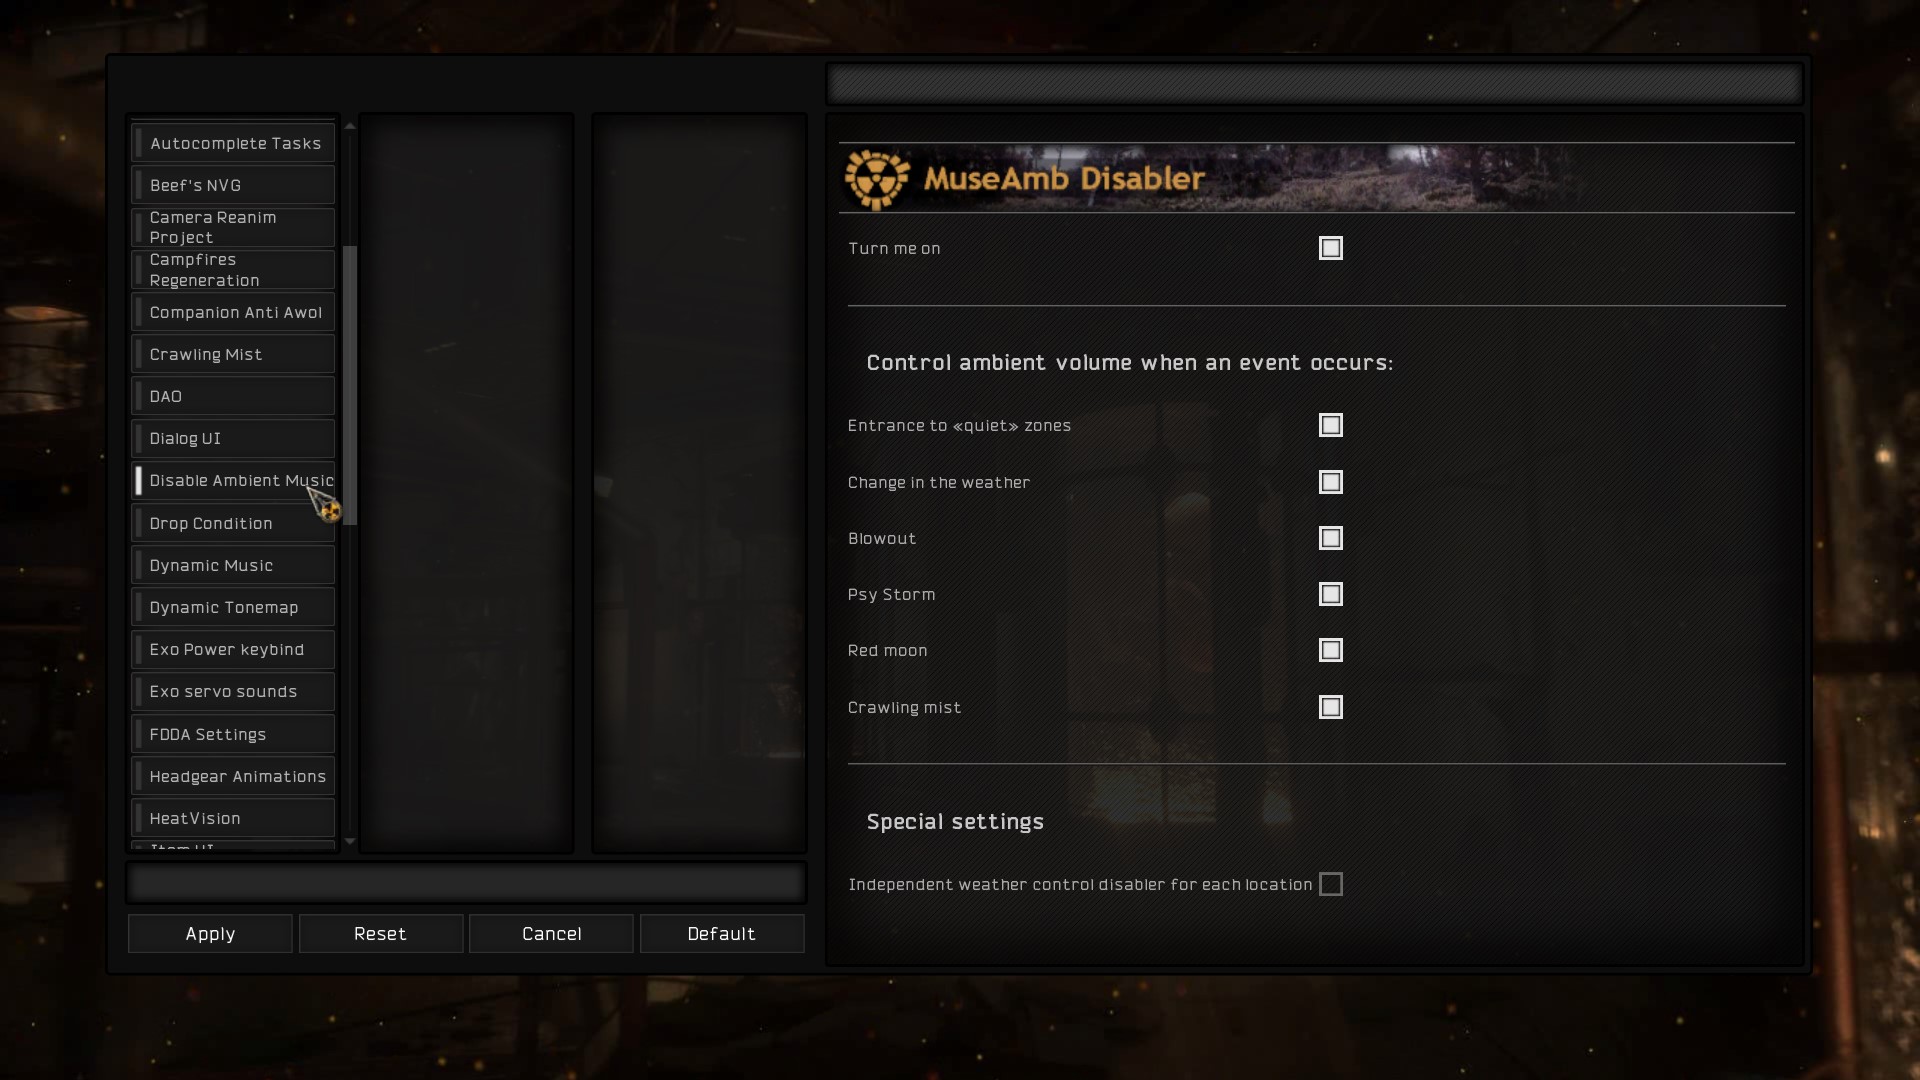 Autocomplete Tasks
Beef's NVG
Camera Reanim
Project
Campfires
Regeneration
Companion Anti Awol
Crawling Mist
DAO
Dialog UI
Disable Ambient Music
Drop Condition
Dynamic Music
Dynamic Tonemap
Exo Power keybind
Exo servo sounds
FDDA Settings
Headgear Animations
HeatVision
Item UI
Apply
Reset
Cancel
Default
MuseAmb Disabler
Turn me on
Control ambient volume when an event occurs:
Entrance to «quiet» zones
Change in the weather
Blowout
Psy Storm
Red moon
Crawling mist
Special settings
Independent weather control disabler for each location